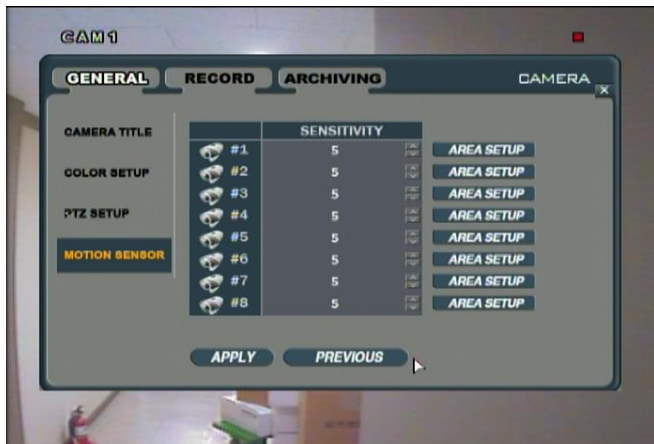 CAM 1
GENERAL RECORD ARCHIVING CAMERA
CAMERA TITLE
COLOR SETUP
PTZ SETUP
MOTION SENSOR
SENSITIVITY
#1 5 AREA SETUP
#2 5 AREA SETUP
#3 5 AREA SETUP
#4 5 AREA SETUP
#5 5 AREA SETUP
#6 5 AREA SETUP
#7 5 AREA SETUP
#8 5 AREA SETUP
APPLY PREVIOUS